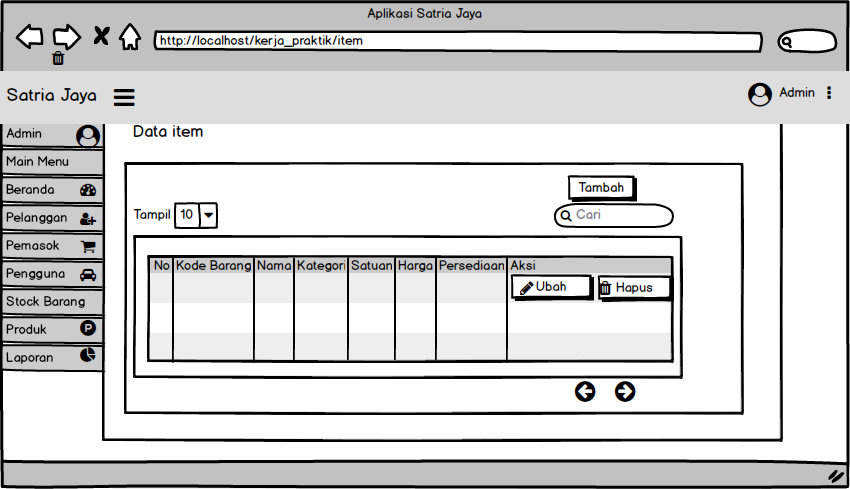 Aplikasi Satria Jaya
http://localhost/kerja_praktik/item
Satria Jaya
Admin
Admin
Data item
Main Menu
Beranda
Pelanggan
Pemasok
Pengguna
Stock Barang
Produk
P
Laporan
Tambah
Tampil 10
Cari
No Kode Barang Nama Kategori Satuan Harga Persediaan Aksi
Ubah Hapus